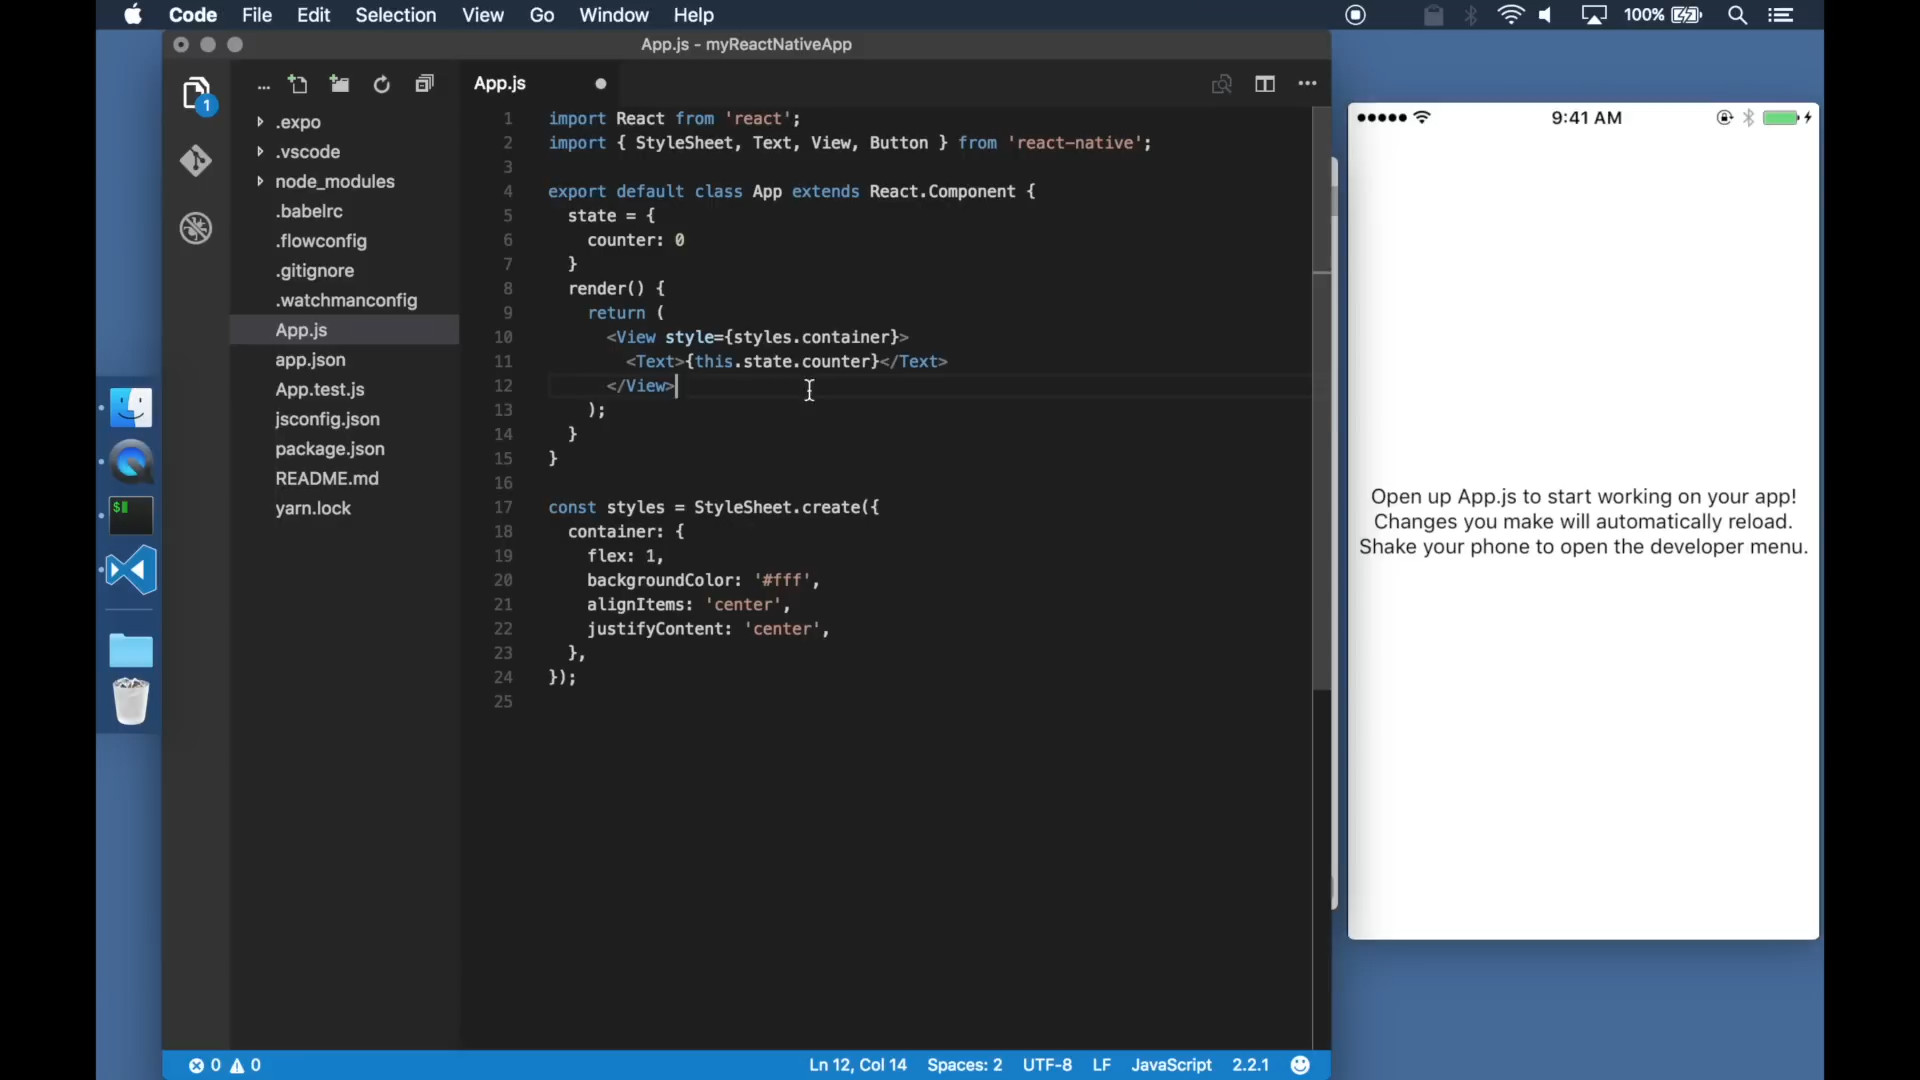 Code File Edit Selection View Go Window Help 100%
App.js - myReactNativeApp
...
1
App.js
.expo
.vscode
node_modules
.babelrc
.flowconfig
.gitignore
.watchmanconfig
App.js
app.json
App.test.js
jsconfig.json
package.json
README.md
yarn.lock
1 import React from 'react';
2 import { StyleSheet, Text, View, Button } from 'react-native';
3
4 export default class App extends React.Component {
5 state = {
6 counter: 0
7 }
8 render() {
9 return (
10 <View style={styles.container}>
11 <Text>{this.state.counter}</Text>
12 </View>
13 );
14 }
15 }
16
17 const styles = StyleSheet.create({
18 container: {
19 flex: 1,
20 backgroundColor: '#fff',
21 alignItems: 'center',
22 justifyContent: 'center',
23 },
24 });
25
0 0 Ln 12, Col 14 Spaces: 2 UTF-8 LF JavaScript 2.2.1
9:41 AM
Open up App.js to start working on your app!
Changes you make will automatically reload.
Shake your phone to open the developer menu.
$